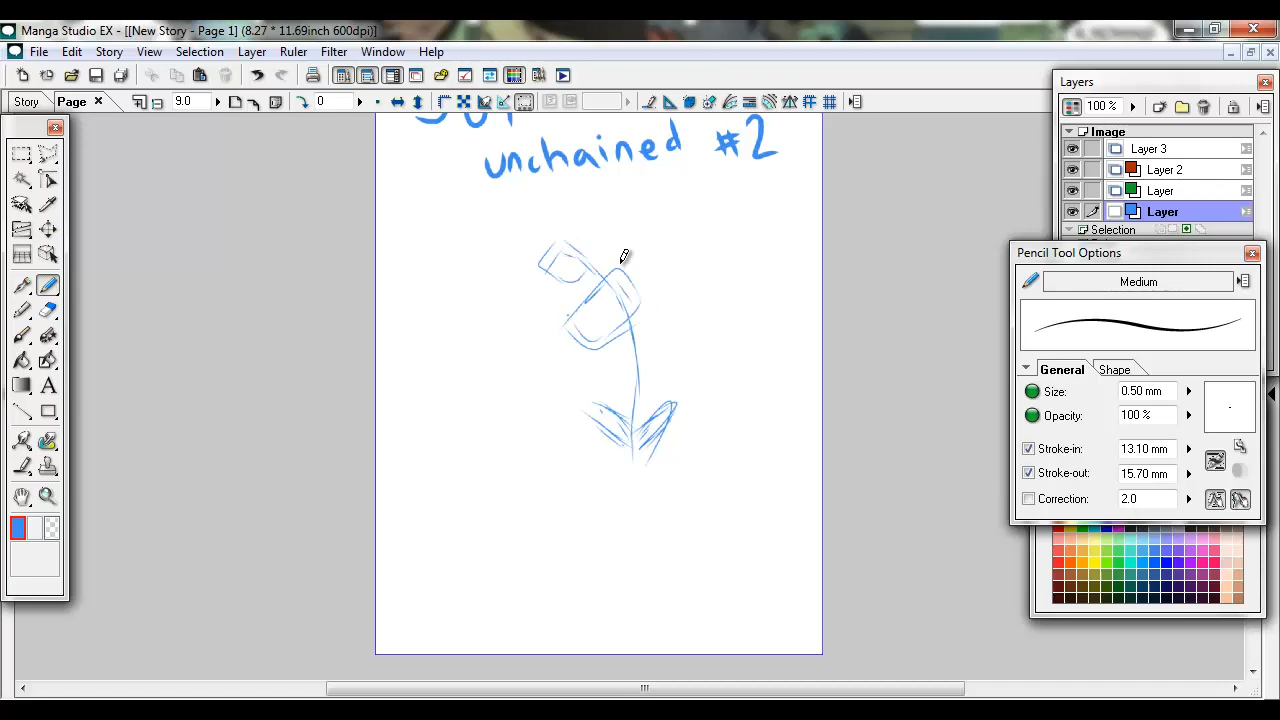 Manga Studio EX - [[New Story - Page 1] (8.27 * 11.69inch 600dpi)]
File Edit Story View Selection Layer Ruler Filter Window Help
Story Page 9.0 0
Layers
100 %
Image
Layer 3
Layer 2
Layer
Layer
Selection
unchained #2
Pencil Tool Options
Medium
General Shape
Size: 0.50 mm
Opacity: 100 %
Stroke-in: 13.10 mm
Stroke-out: 15.70 mm
Correction: 2.0
A